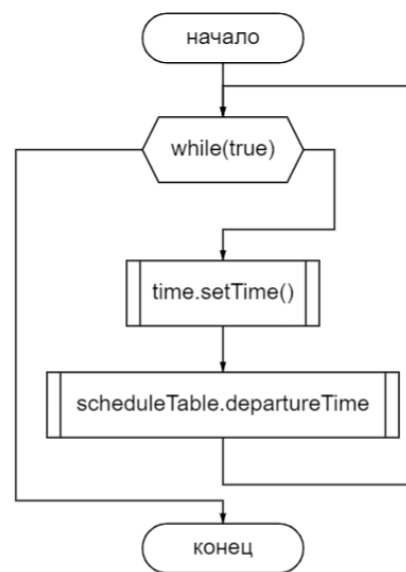 начало
while(true)
time.setTime()
scheduleTable.departureTime
конец